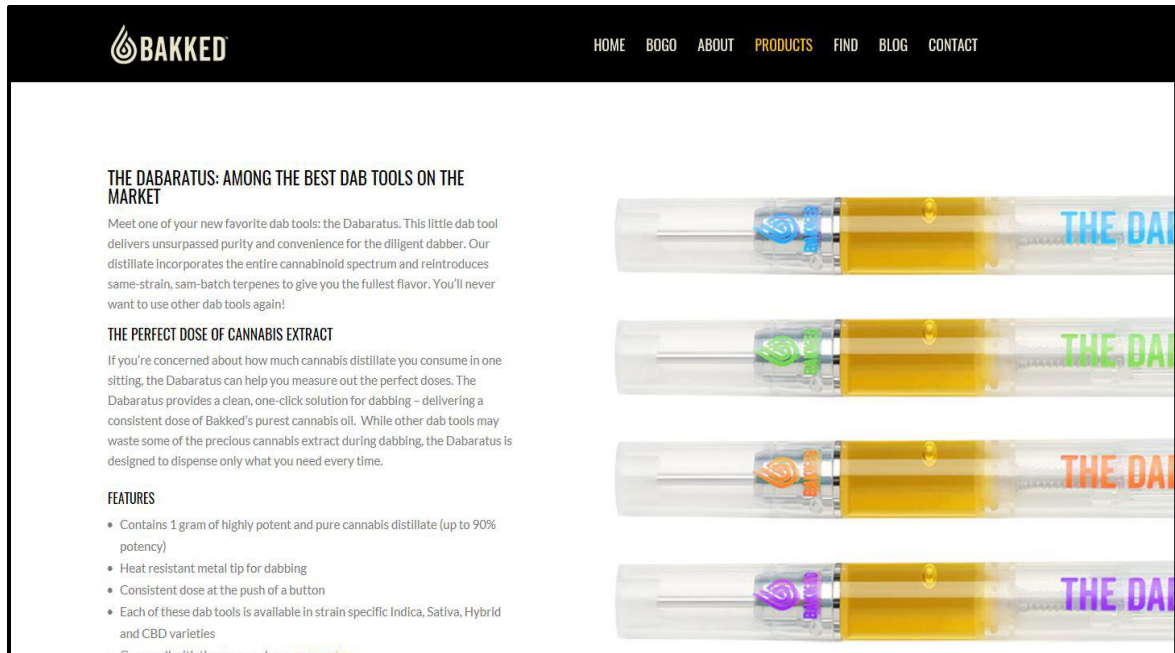 BAKKED
HOME BOGO ABOUT PRODUCTS FIND BLOG CONTACT
THE DABARATUS: AMONG THE BEST DAB TOOLS ON THE
MARKET
Meet one of your new favorite dab tools: the Dabaratus. This little dab tool
delivers unsurpassed purity and convenience for the diligent dabber. Our
distillate incorporates the entire cannabinoid spectrum and reintroduces
same-strain, sam-batch terpenes to give you the fullest flavor. You’ll never
want to use other dab tools again!
THE PERFECT DOSE OF CANNABIS EXTRACT
If you’re concerned about how much cannabis distillate you consume in one
sitting, the Dabaratus can help you measure out the perfect doses. The
Dabaratus provides a clean, one-click solution for dabbing – delivering a
consistent dose of Bakked’s purest cannabis oil. While other dab tools may
waste some of the precious cannabis extract during dabbing, the Dabaratus is
designed to dispense only what you need every time.
FEATURES
• Contains 1 gram of highly potent and pure cannabis distillate (up to 90%
potency)
• Heat resistant metal tip for dabbing
• Consistent dose at the push of a button
• Each of these dab tools is available in strain specific Indica, Sativa, Hybrid
and CBD varieties
BAKKED THE DA
BAKKED THE DA
BAKKED THE DA
BAKKED THE DA